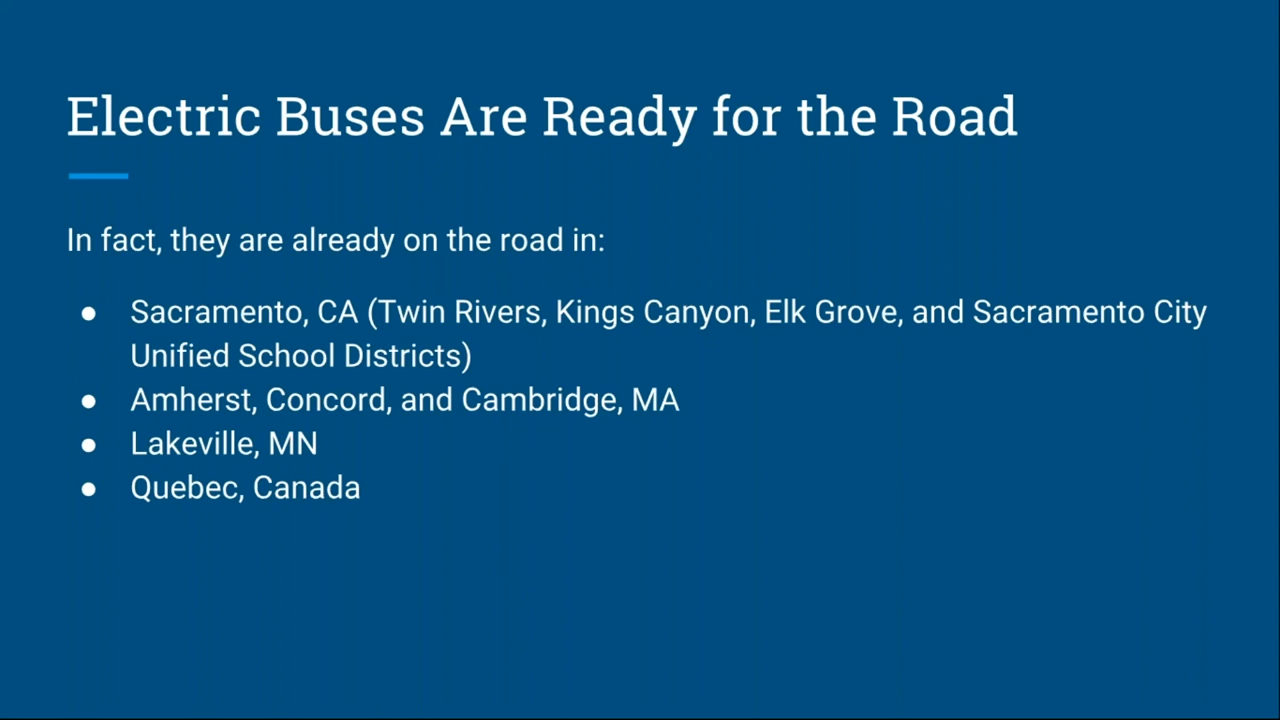 Electric Buses Are Ready for the Road
In fact, they are already on the road in:
● Sacramento, CA (Twin Rivers, Kings Canyon, Elk Grove, and Sacramento City
Unified School Districts)
● Amherst, Concord, and Cambridge, MA
● Lakeville, MN
● Quebec, Canada